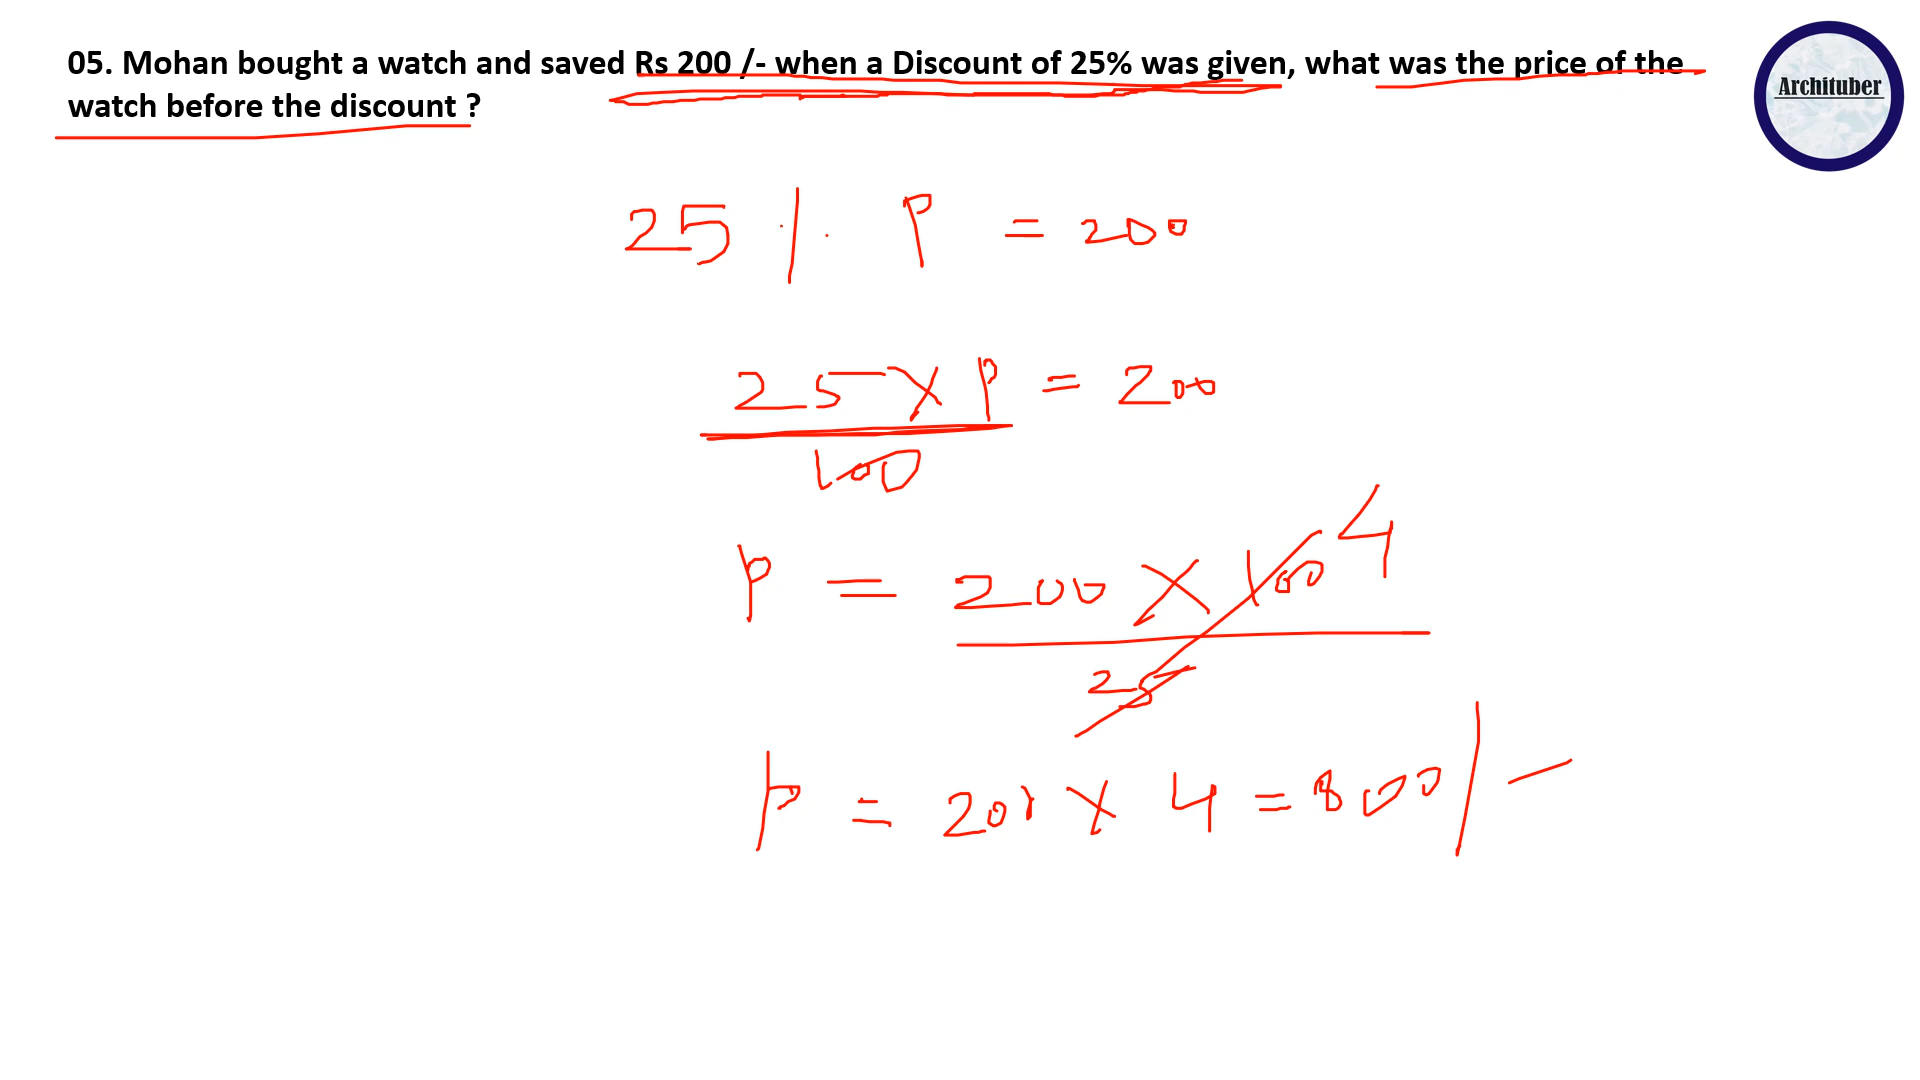 05. Mohan bought a watch and saved Rs 200 /- when a Discount of 25% was given, what was the price of the
watch before the discount ?
Archituber
25 % P = 200
25 x P = 200
100
P = 200 x 100 4
25
P = 200 x 4 = 800/-